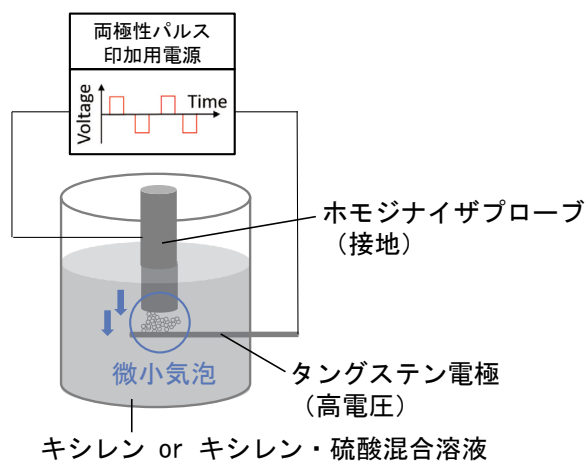 両極性パルス
印加用電源
Voltage
Time
ホモジナイザプローブ
（接地）
微小気泡
タングステン電極
（高電圧）
キシレン or キシレン・硫酸混合溶液